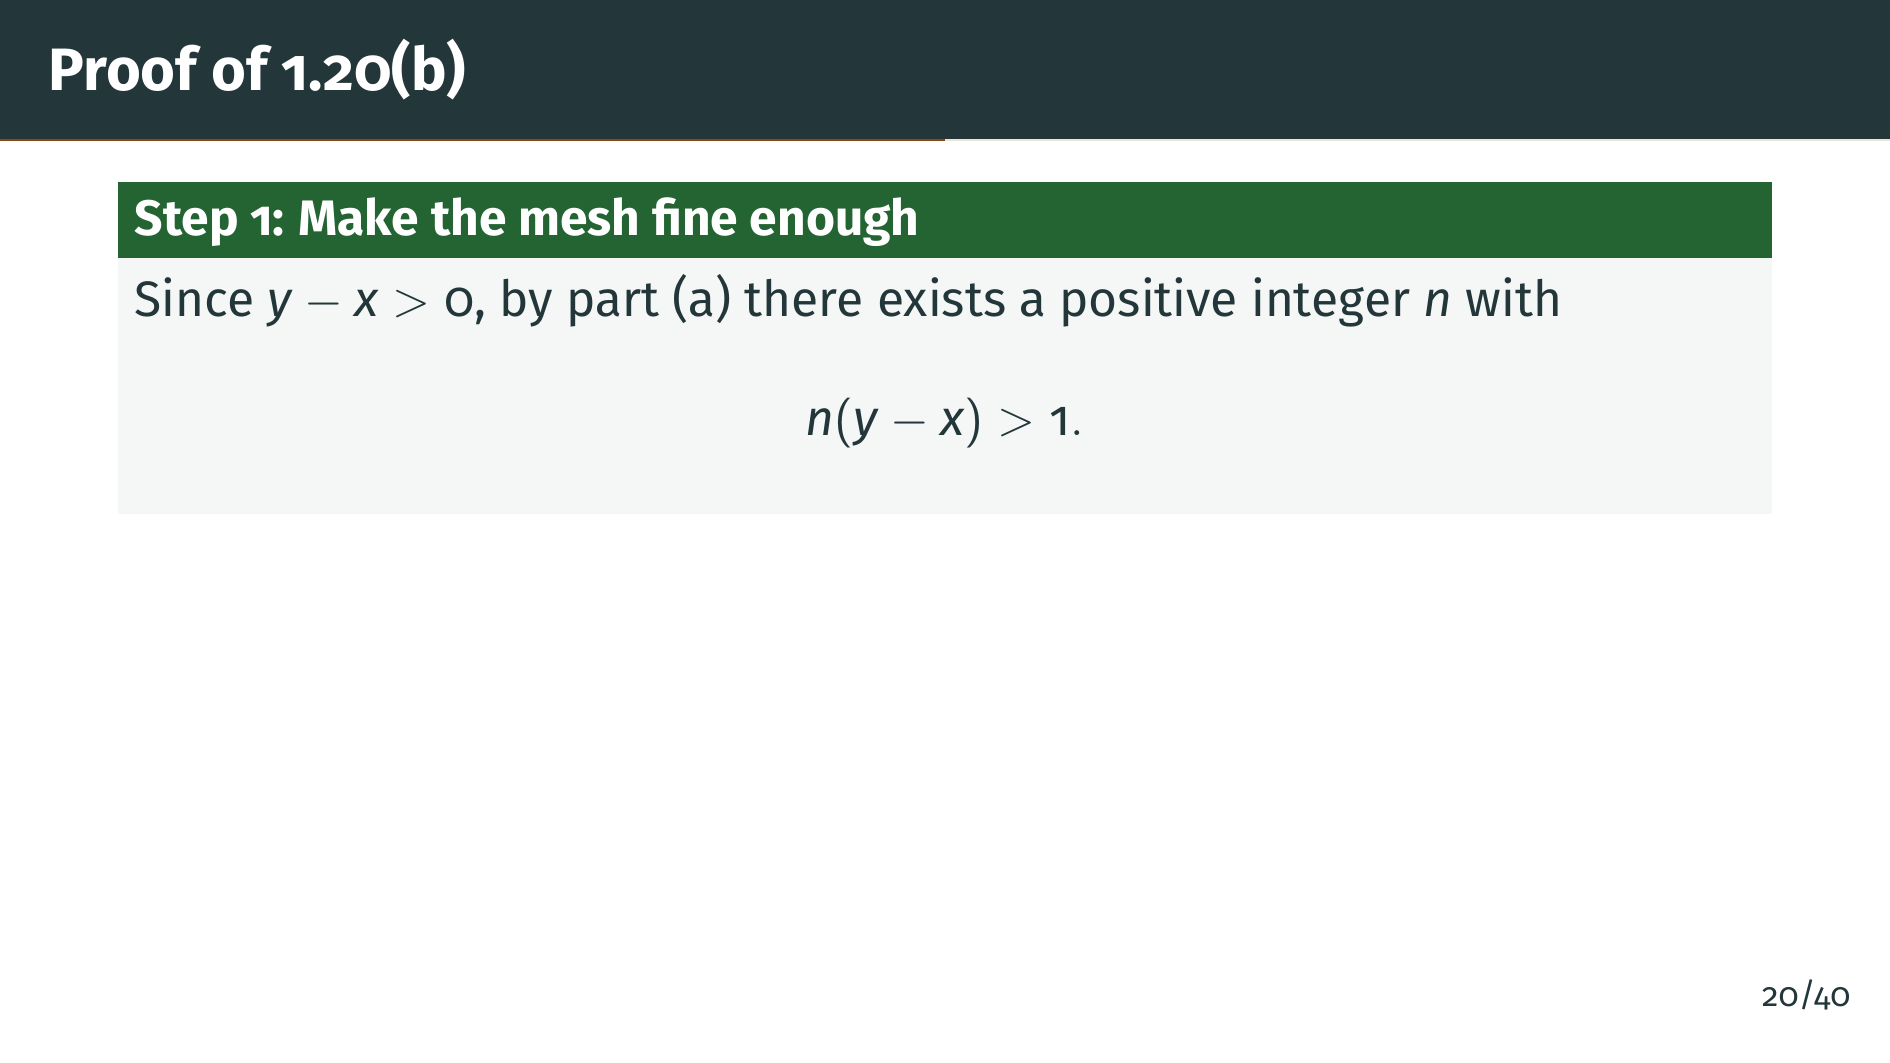 Proof of 1.20(b)
Step 1: Make the mesh fine enough
Since y − x > 0, by part (a) there exists a positive integer n with
n(y − x) > 1.
20/40